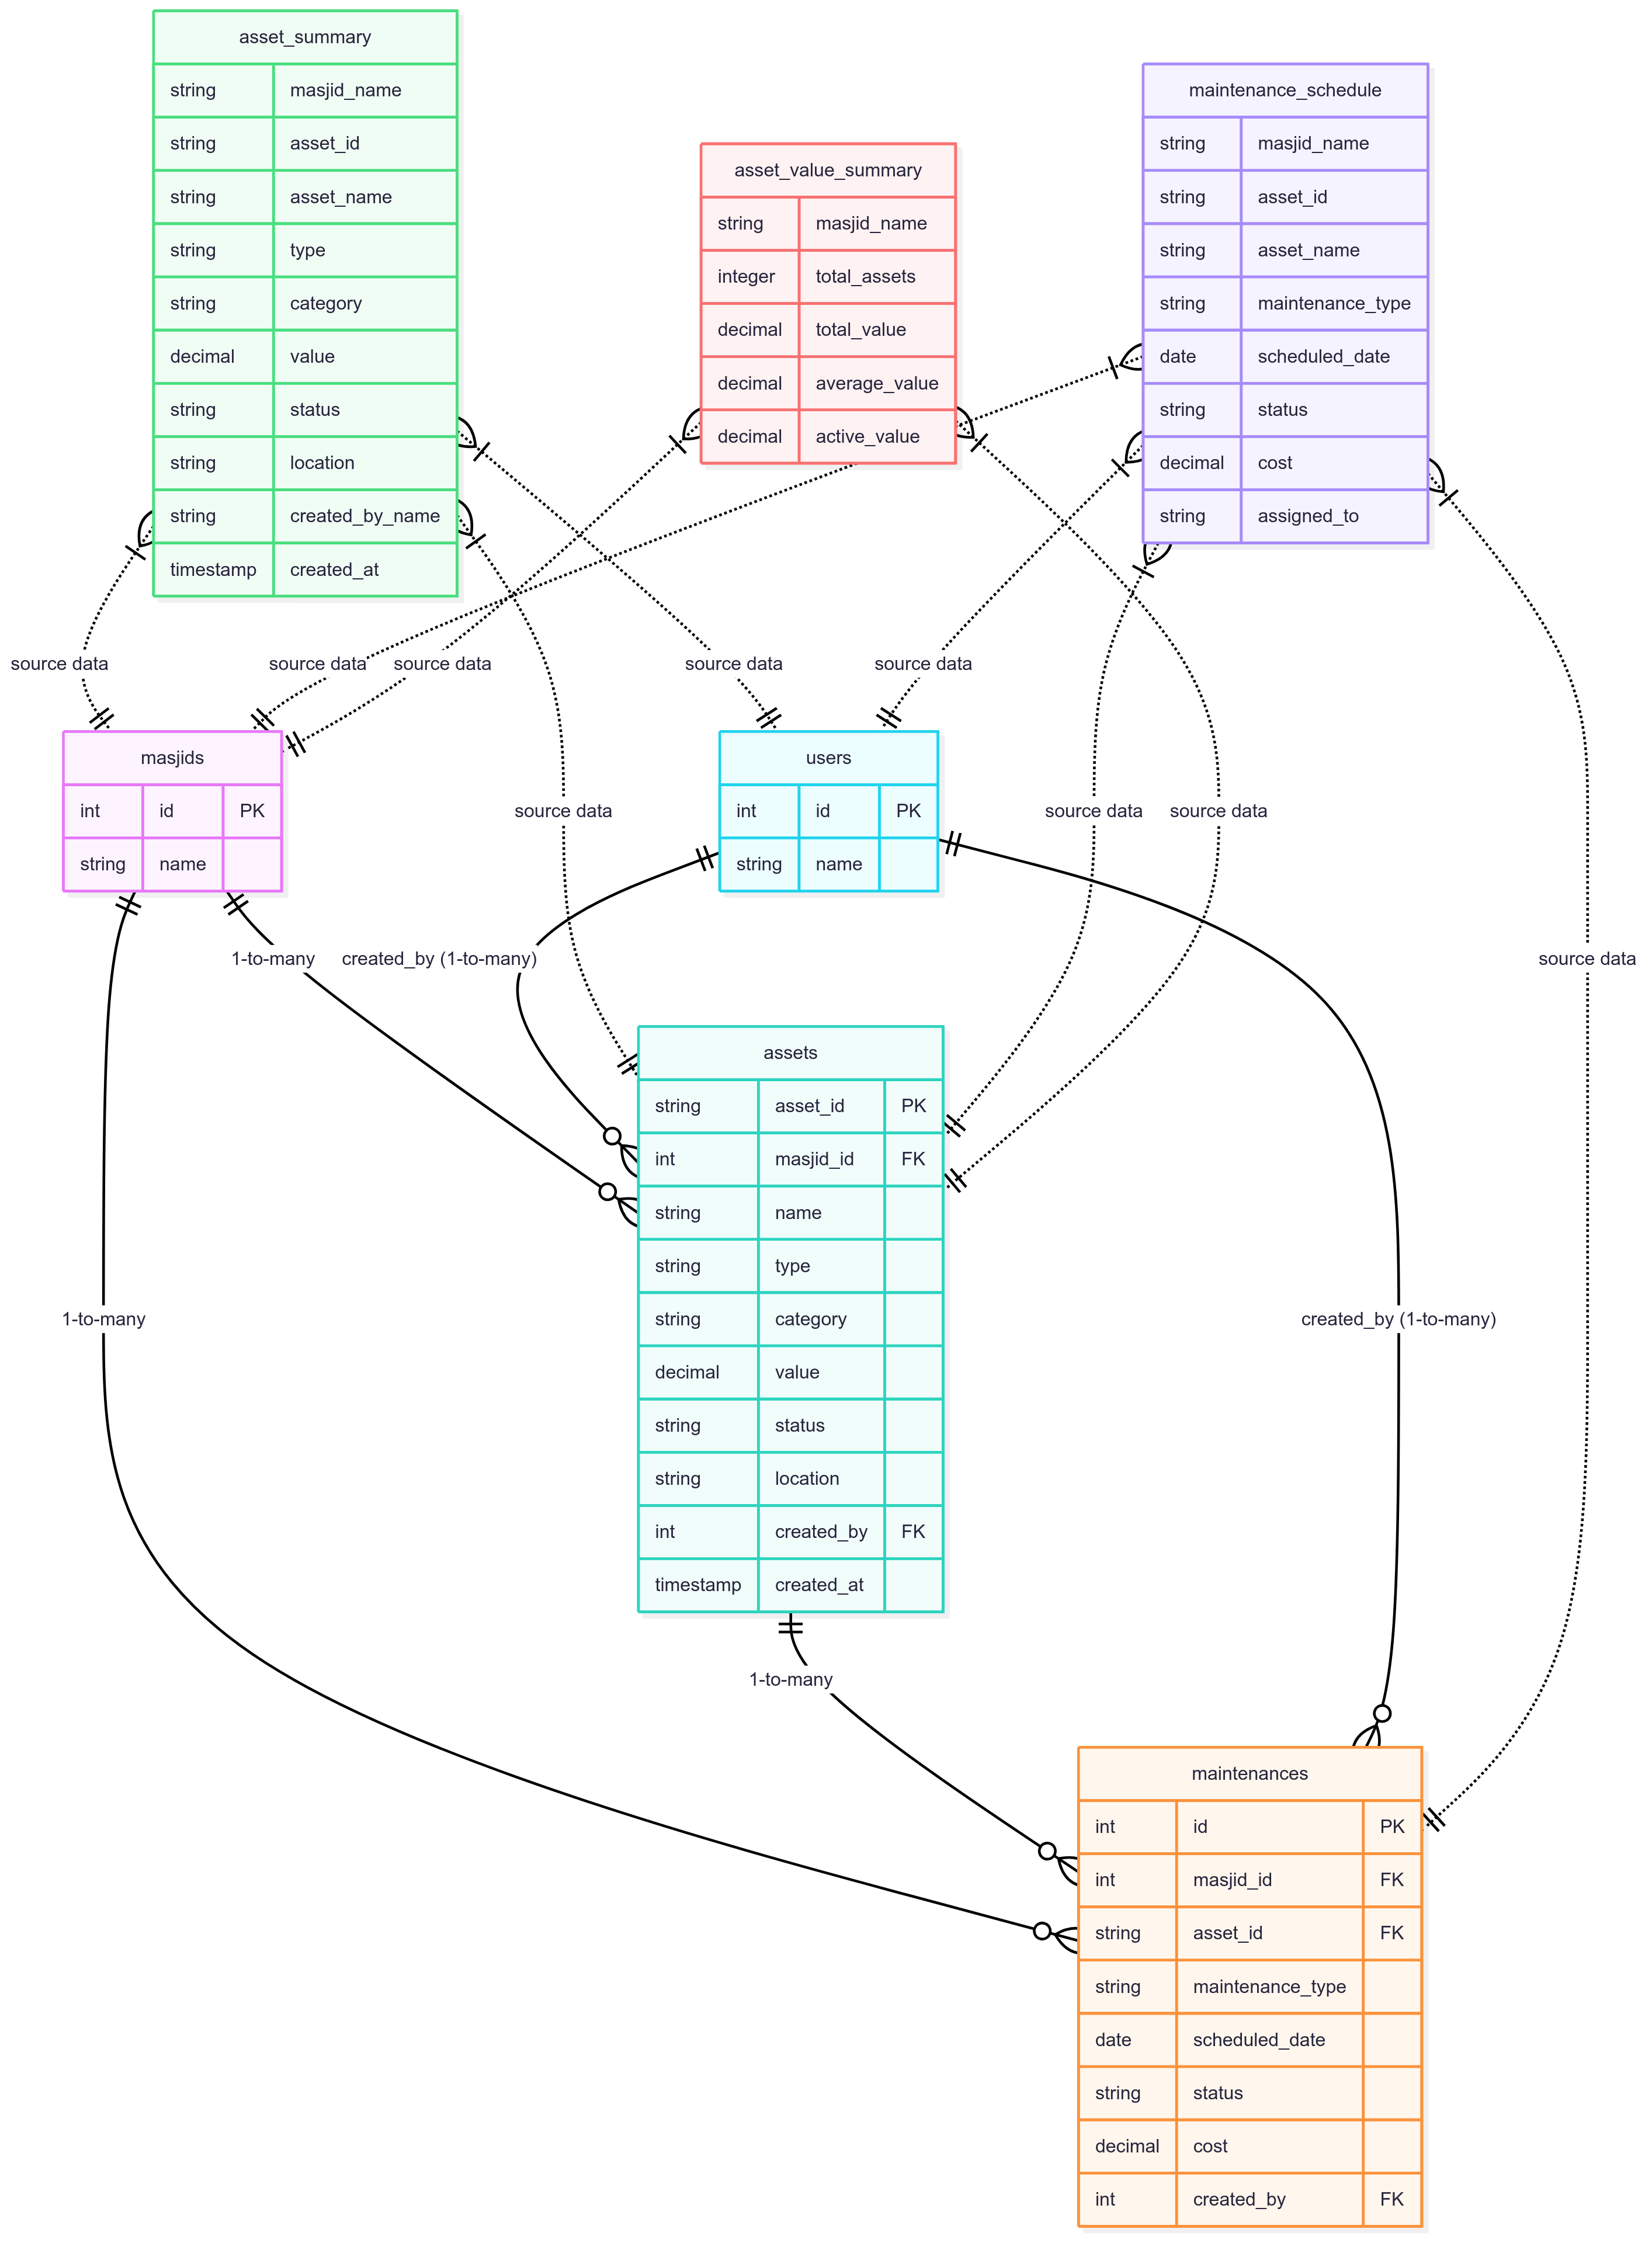 asset_summary
string masjid_name
string asset_id
string asset_name
string type
string category
decimal value
string status
string location
string created_by_name
timestamp created_at
asset_value_summary
string masjid_name
integer total_assets
decimal total_value
decimal average_value
decimal active_value
maintenance_schedule
string masjid_name
string asset_id
string asset_name
string maintenance_type
date scheduled_date
string status
decimal cost
string assigned_to
source data
source data
source data
source data
source data
masjids
int id PK
string name
users
int id PK
string name
source data
source data
source data
1-to-many
created_by (1-to-many)
source data
assets
string asset_id PK
int masjid_id FK
string name
string type
string category
decimal value
string status
string location
int created_by FK
timestamp created_at
1-to-many
created_by (1-to-many)
1-to-many
maintenances
int id PK
int masjid_id FK
string asset_id FK
string maintenance_type
date scheduled_date
string status
decimal cost
int created_by FK